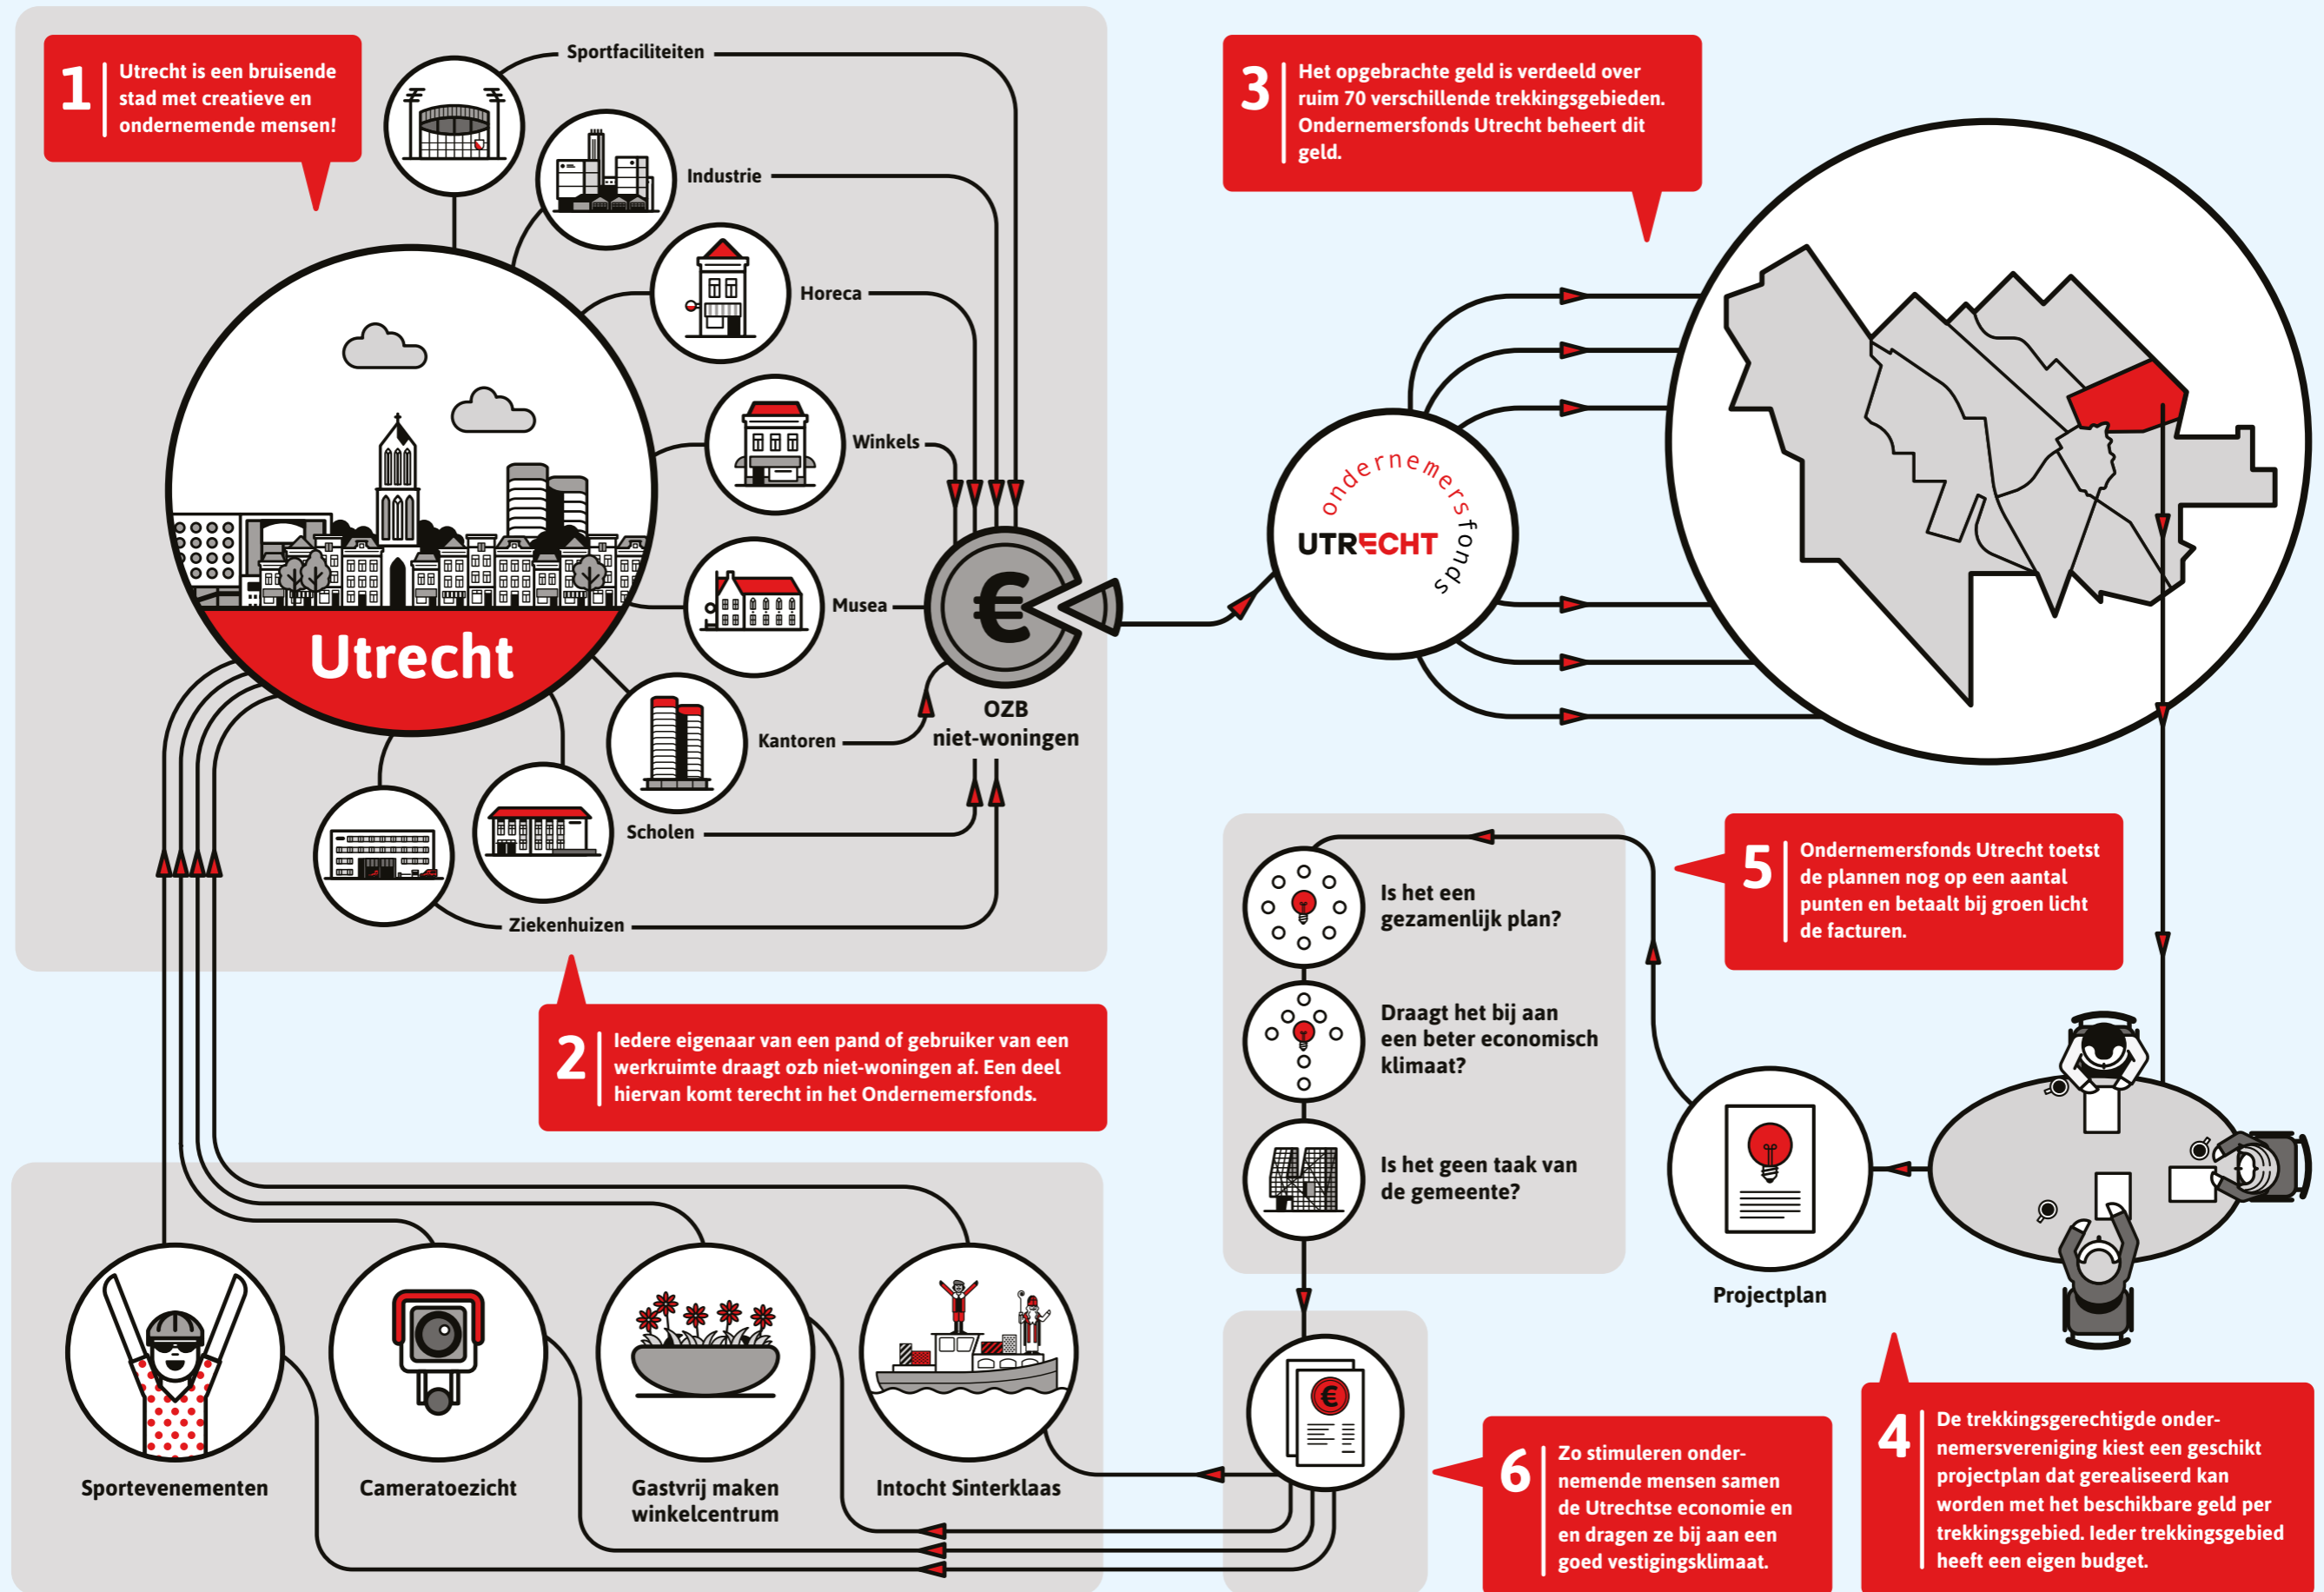 1
Utrecht is een bruisende
stad met creatieve en
ondernemende mensen!
Sportfaciliteiten
Industrie
Horeca
Winkels
Musea
Kantoren
Scholen
Ziekenhuizen
Utrecht
€
OZB
niet-woningen
2
Iedere eigenaar van een pand of gebruiker van een
werkruimte draagt ozb niet-woningen af. Een deel
hiervan komt terecht in het Ondernemersfonds.
3
Het opgebrachte geld is verdeeld over
ruim 70 verschillende trekkingsgebieden.
Ondernemersfonds Utrecht beheert dit
geld.
ondernemersfonds
UTRECHT
4
De trekkingsgerechtigde onder-
nemersvereniging kiest een geschikt
projectplan dat gerealiseerd kan
worden met het beschikbare geld per
trekkingsgebied. Ieder trekkingsgebied
heeft een eigen budget.
Projectplan
5
Ondernemersfonds Utrecht toetst
de plannen nog op een aantal
punten en betaalt bij groen licht
de facturen.
Is het een
gezamenlijk plan?
Draagt het bij aan
een beter economisch
klimaat?
Is het geen taak van
de gemeente?
€
6
Zo stimuleren onder-
nemende mensen samen
de Utrechtse economie en
en dragen ze bij aan een
goed vestigingsklimaat.
Sportevenementen
Cameratoezicht
Gastvrij maken
winkelcentrum
Intocht Sinterklaas